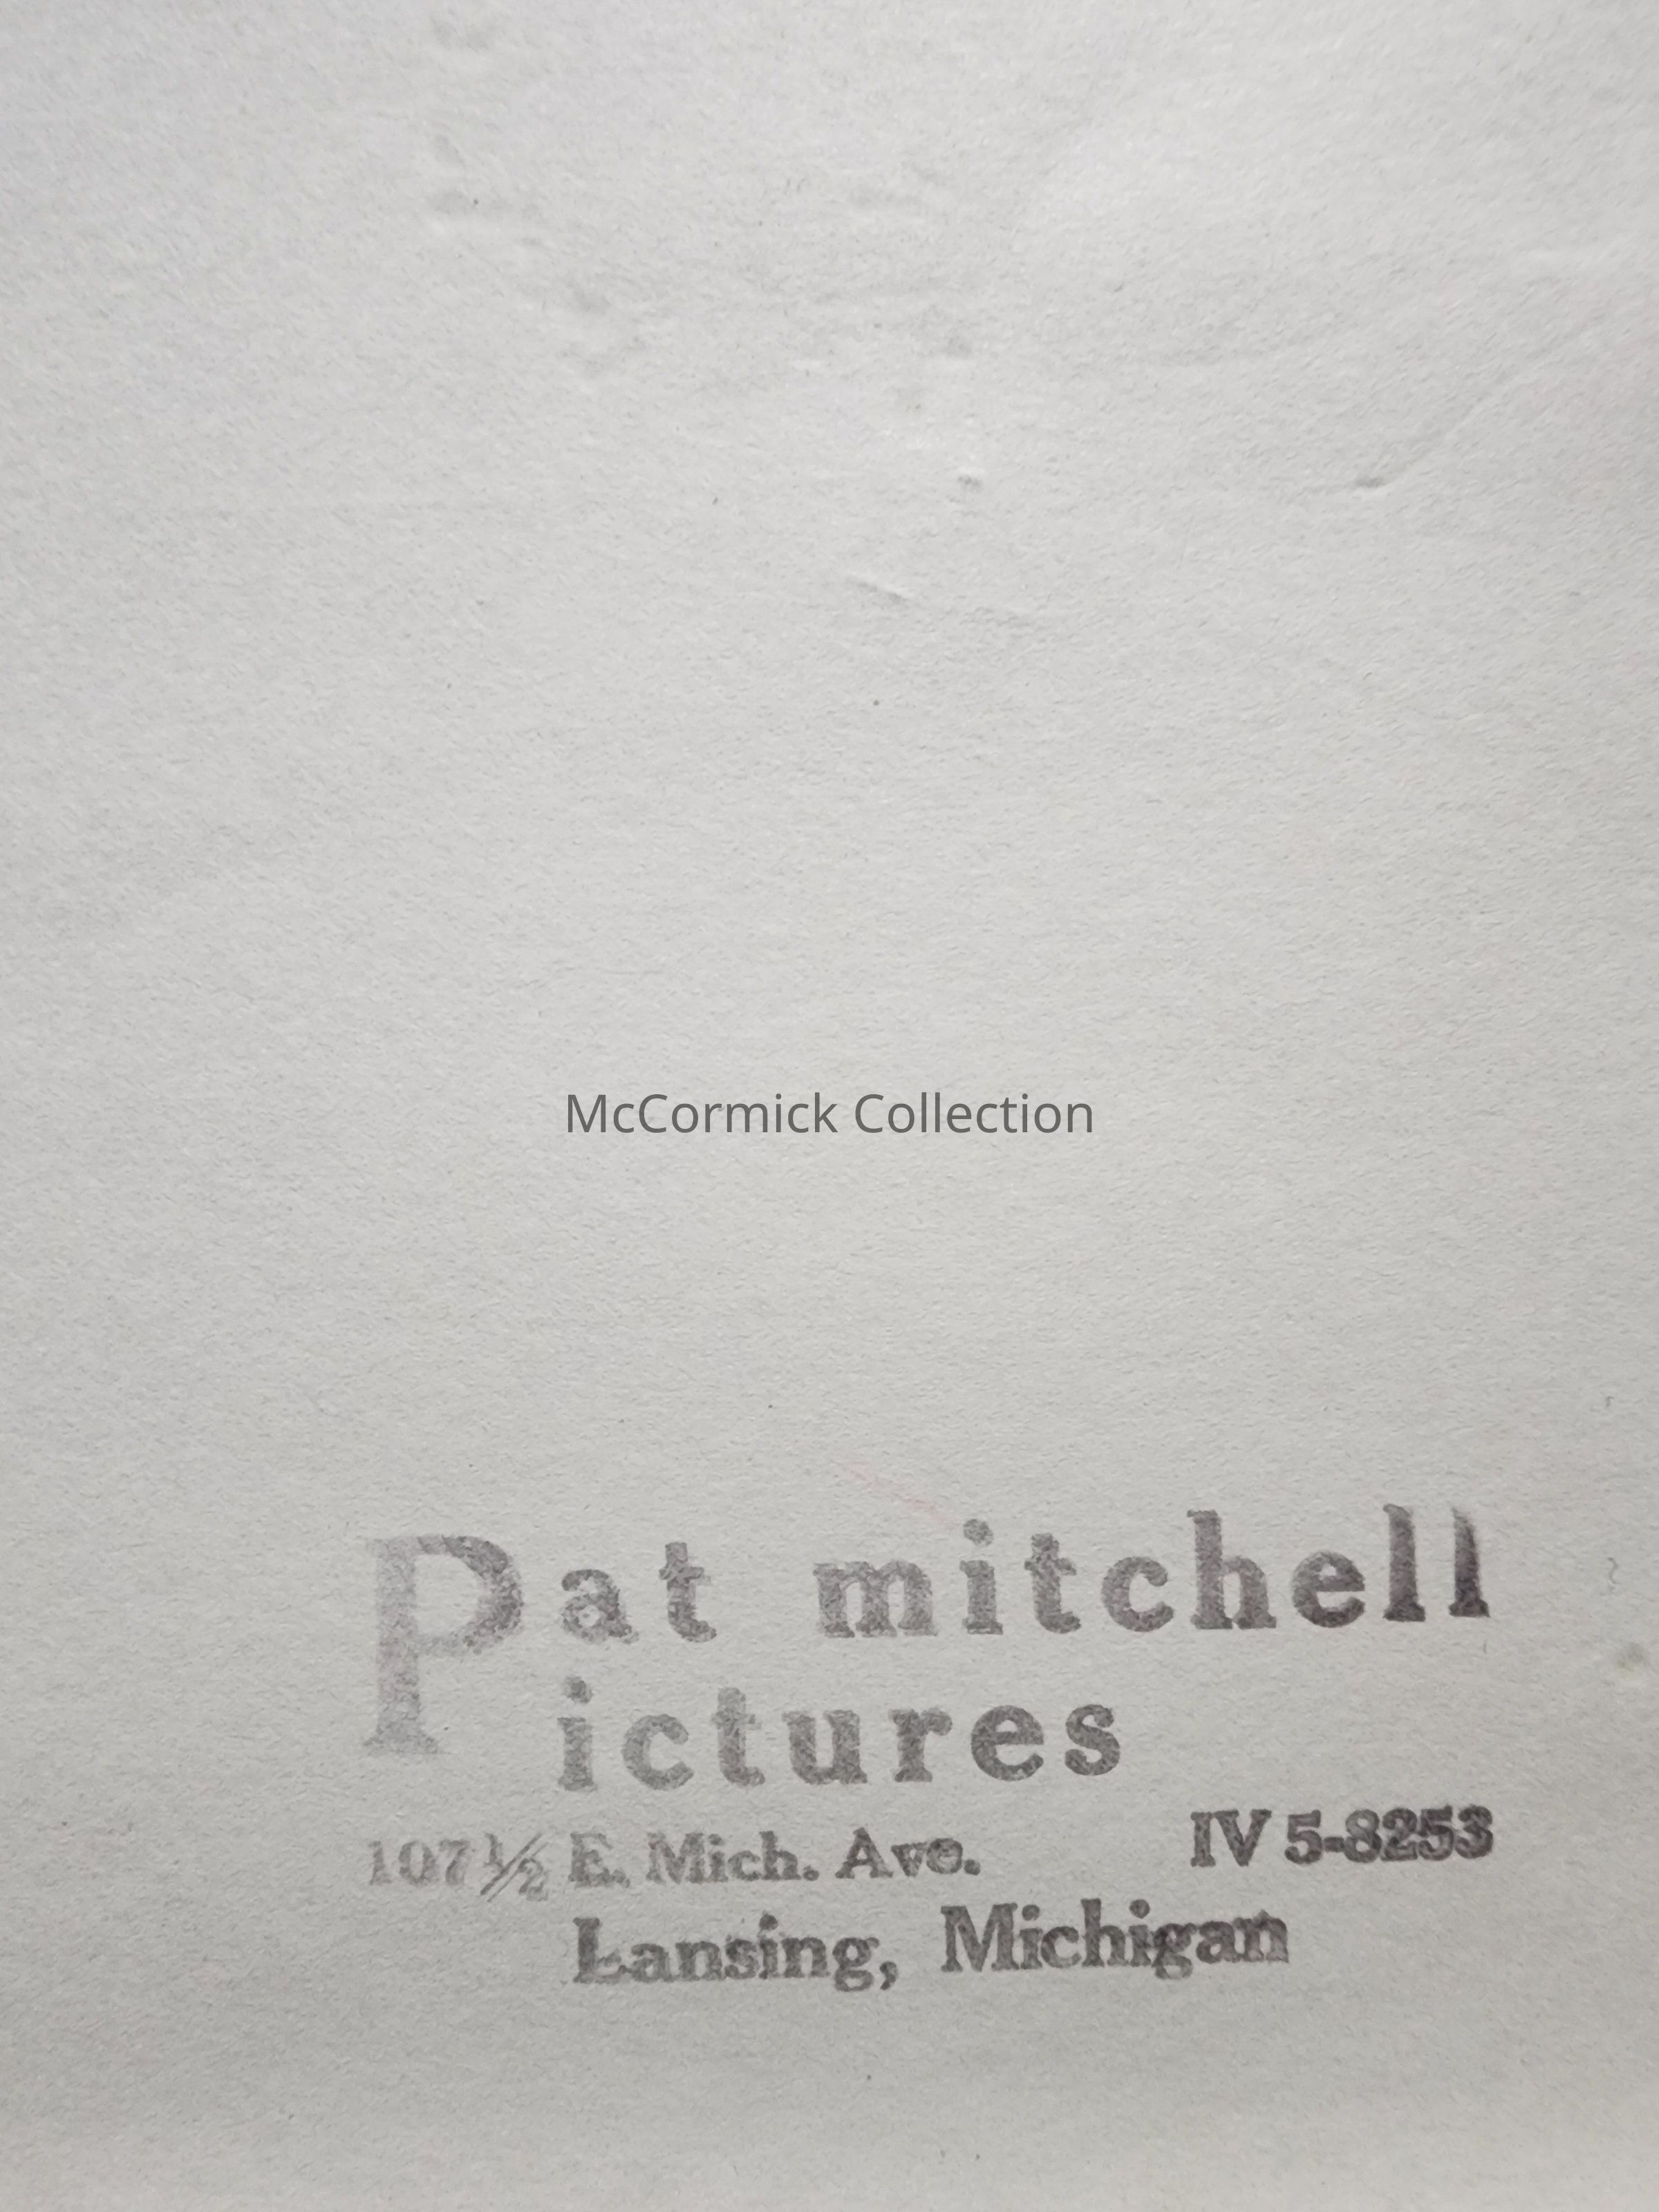 McCormick Collection
Pat mitchell
Pictures
107½ E. Mich. Ave. IV 5-8253
Lansing, Michigan